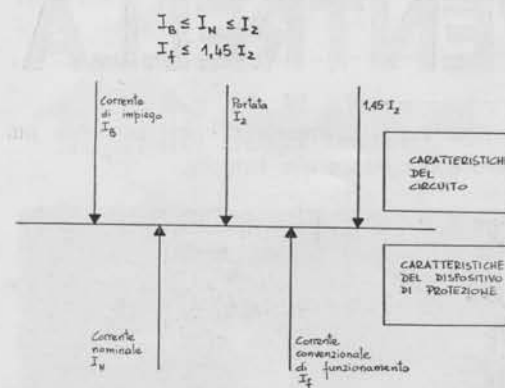 I_B ≤ I_N ≤ I_Z
I_f ≤ 1,45 I_Z
Corrente
di impiego
I_B
Portata
I_Z
1,45 I_Z
CARATTERISTICHE
DEL
CIRCUITO
CARATTERISTICHE
DEL DISPOSITIVO
DI PROTEZIONE
Corrente
nominale
I_N
Corrente
convenzionale
di funzionamento
I_f